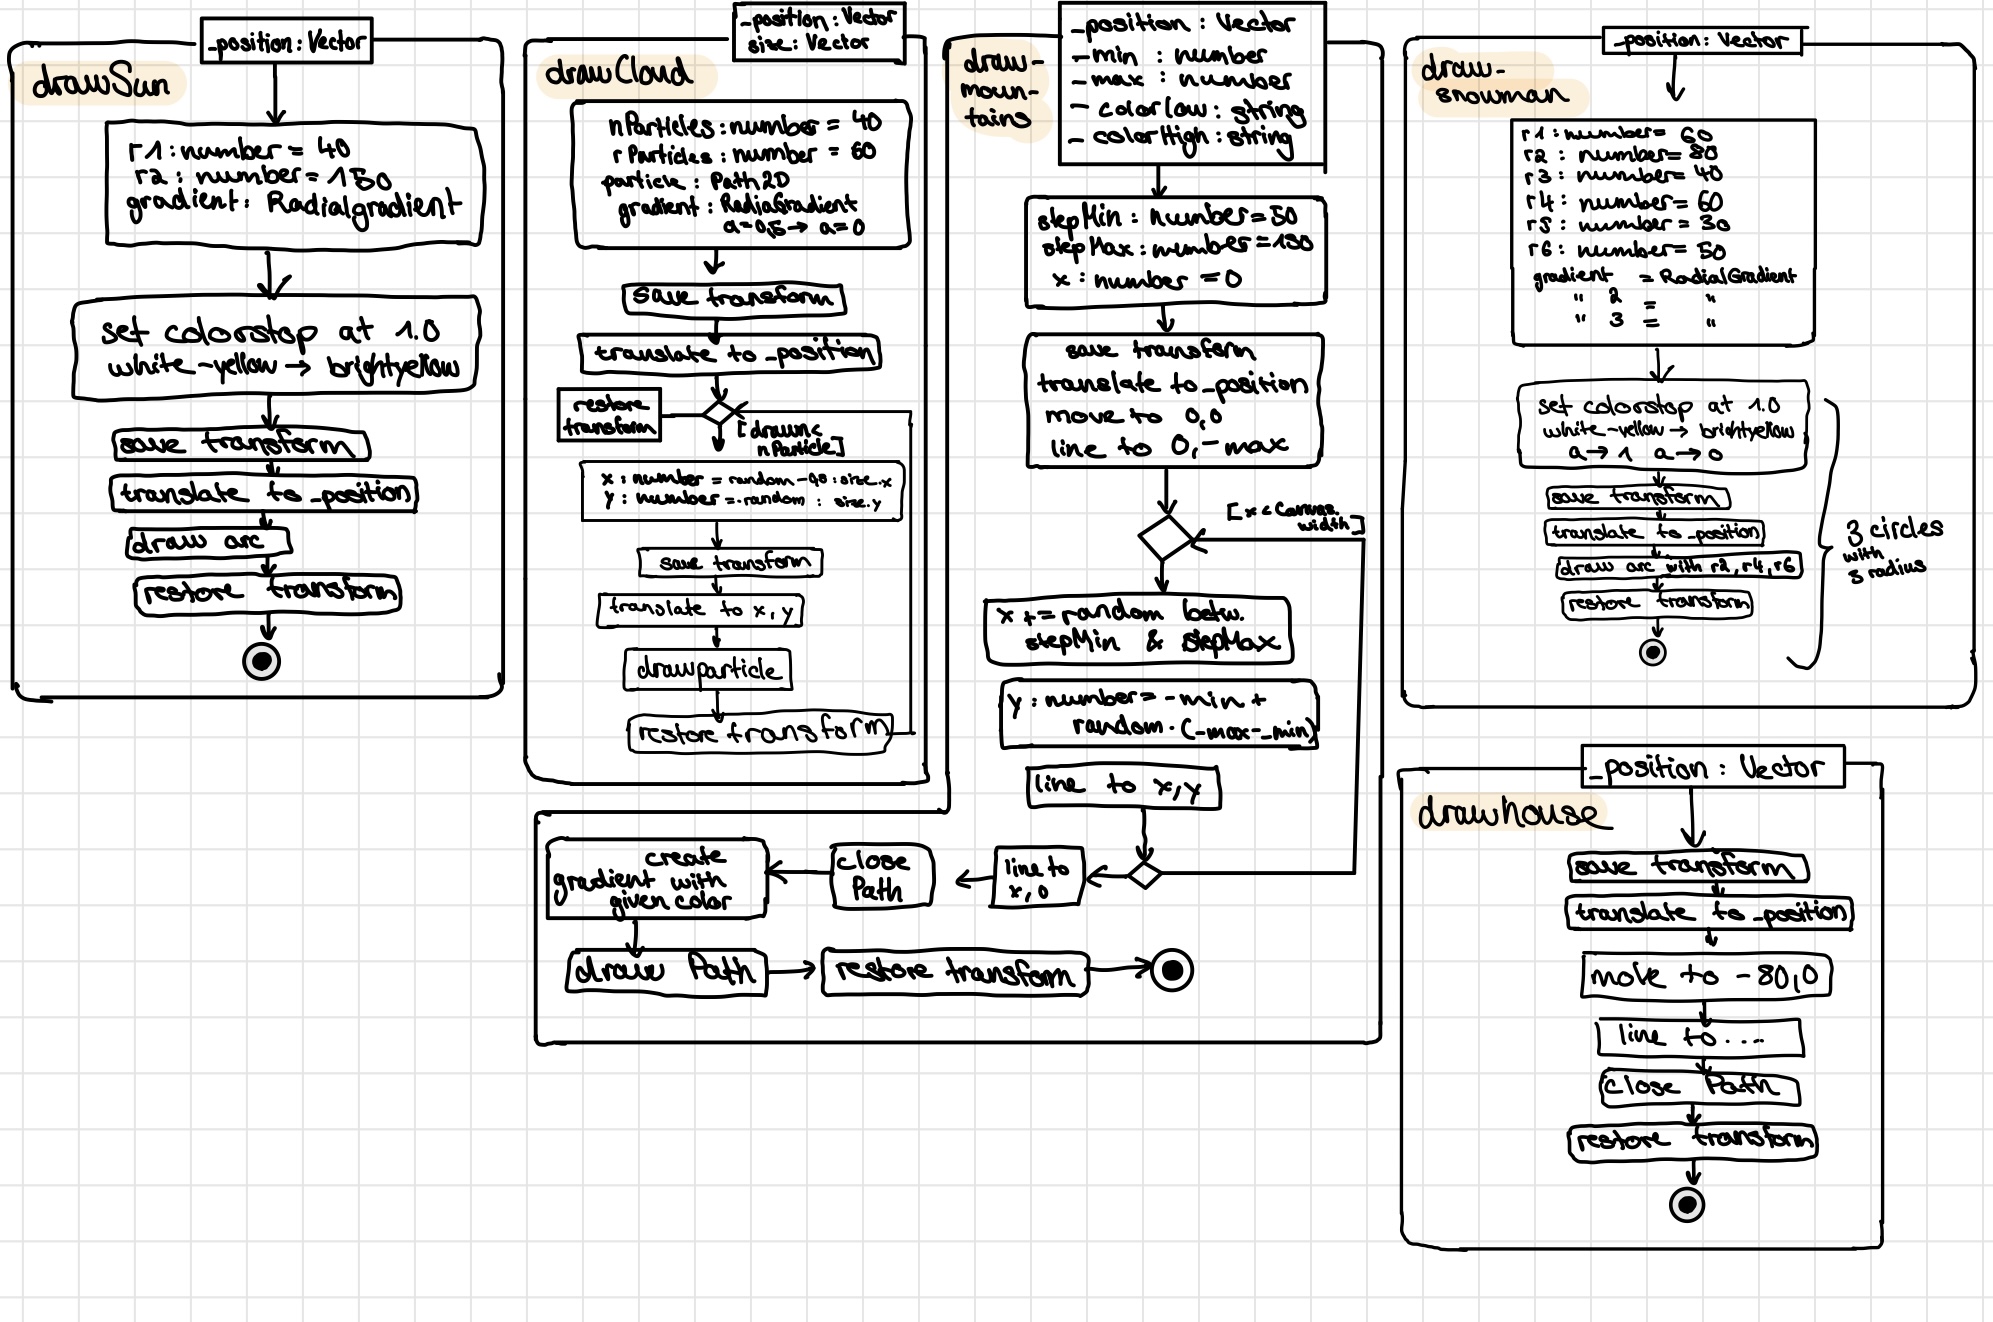 _position: Vector
drawSun
r1: number = 40
r2: number = 150
gradient: Radialgradient
set colorstop at 1.0
white-yellow → brightyellow
save transform
translate to _position
draw arc
restore transform
_position: Vector
size: Vector
drawCloud
nParticles: number = 40
rParticles: number = 60
particle: Path2D
gradient: RadialGradient
a=0,5 → a=0
save transform
translate to _position
restore
transform
[drawn<
nParticle]
x: number = random
y: number = random · size.y
save transform
translate to x,y
draw particle
restore transform
_position: Vector
_min : number
_max : number
_colorlow: string
_colorHigh: string
draw-
moun-
tains
stepMin: number=50
stepMax: number=150
x: number = 0
save transform
translate to _position
move to 0,0
line to 0,-max
[x < Canvas.
width]
x += random betw.
stepMin & stepMax
y: number= -min +
random · (-max-_min)
line to x,y
line to
x,0
close
Path
create
gradient with
given color
draw Path
restore transform
_position: Vector
draw-
snowman
r1: number= 60
r2: number= 80
r3: number= 40
r4: number= 60
r5: number = 30
r6: number= 50
gradient = RadialGradient
" 2 = "
" 3 = "
set colorstop at 1.0
white-yellow → brightyellow
a→1 a→0
save transform
translate to _position
draw arc with r2,r4,r6
restore transform
3 circles
with
radius
_position: Vector
drawhouse
save transform
translate to _position
move to -80,0
line to ....
close Path
restore transform